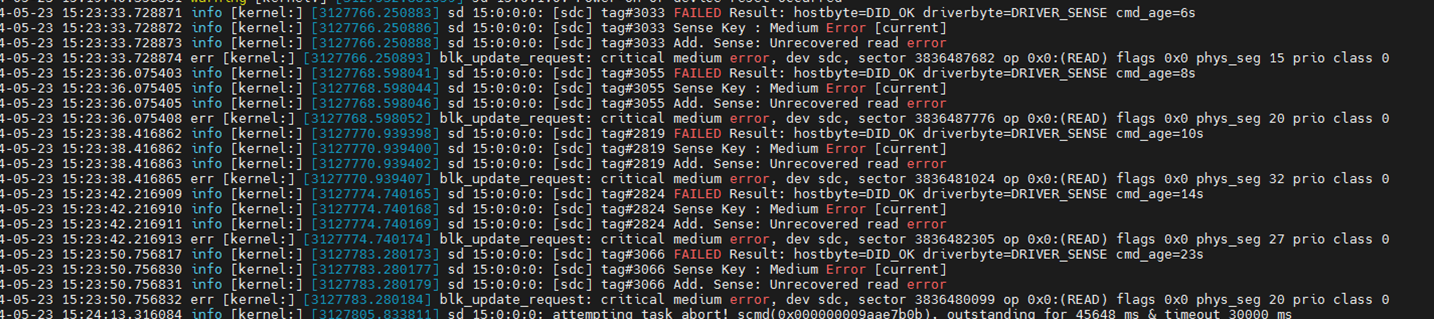 warning [kernel:]
4-05-23 15:23:33.728871 info [kernel:] [3127766.250883] sd 15:0:0:0: [sdc] tag#3033 FAILED Result: hostbyte=DID_OK driverbyte=DRIVER_SENSE cmd_age=6s
4-05-23 15:23:33.728872 info [kernel:] [3127766.250886] sd 15:0:0:0: [sdc] tag#3033 Sense Key : Medium Error [current]
4-05-23 15:23:33.728873 info [kernel:] [3127766.250888] sd 15:0:0:0: [sdc] tag#3033 Add. Sense: Unrecovered read error
4-05-23 15:23:33.728874 err [kernel:] [3127766.250893] blk_update_request: critical medium error, dev sdc, sector 3836487682 op 0x0:(READ) flags 0x0 phys_seg 15 prio class 0
4-05-23 15:23:36.075403 info [kernel:] [3127768.598041] sd 15:0:0:0: [sdc] tag#3055 FAILED Result: hostbyte=DID_OK driverbyte=DRIVER_SENSE cmd_age=8s
4-05-23 15:23:36.075405 info [kernel:] [3127768.598044] sd 15:0:0:0: [sdc] tag#3055 Sense Key : Medium Error [current]
4-05-23 15:23:36.075405 info [kernel:] [3127768.598046] sd 15:0:0:0: [sdc] tag#3055 Add. Sense: Unrecovered read error
4-05-23 15:23:36.075408 err [kernel:] [3127768.598052] blk_update_request: critical medium error, dev sdc, sector 3836487776 op 0x0:(READ) flags 0x0 phys_seg 20 prio class 0
4-05-23 15:23:38.416862 info [kernel:] [3127770.939398] sd 15:0:0:0: [sdc] tag#2819 FAILED Result: hostbyte=DID_OK driverbyte=DRIVER_SENSE cmd_age=10s
4-05-23 15:23:38.416862 info [kernel:] [3127770.939400] sd 15:0:0:0: [sdc] tag#2819 Sense Key : Medium Error [current]
4-05-23 15:23:38.416863 info [kernel:] [3127770.939402] sd 15:0:0:0: [sdc] tag#2819 Add. Sense: Unrecovered read error
4-05-23 15:23:38.416865 err [kernel:] [3127770.939407] blk_update_request: critical medium error, dev sdc, sector 3836481024 op 0x0:(READ) flags 0x0 phys_seg 32 prio class 0
4-05-23 15:23:42.216909 info [kernel:] [3127774.740165] sd 15:0:0:0: [sdc] tag#2824 FAILED Result: hostbyte=DID_OK driverbyte=DRIVER_SENSE cmd_age=14s
4-05-23 15:23:42.216910 info [kernel:] [3127774.740168] sd 15:0:0:0: [sdc] tag#2824 Sense Key : Medium Error [current]
4-05-23 15:23:42.216911 info [kernel:] [3127774.740169] sd 15:0:0:0: [sdc] tag#2824 Add. Sense: Unrecovered read error
4-05-23 15:23:42.216913 err [kernel:] [3127774.740174] blk_update_request: critical medium error, dev sdc, sector 3836482305 op 0x0:(READ) flags 0x0 phys_seg 27 prio class 0
4-05-23 15:23:50.756817 info [kernel:] [3127783.280173] sd 15:0:0:0: [sdc] tag#3066 FAILED Result: hostbyte=DID_OK driverbyte=DRIVER_SENSE cmd_age=23s
4-05-23 15:23:50.756830 info [kernel:] [3127783.280177] sd 15:0:0:0: [sdc] tag#3066 Sense Key : Medium Error [current]
4-05-23 15:23:50.756831 info [kernel:] [3127783.280179] sd 15:0:0:0: [sdc] tag#3066 Add. Sense: Unrecovered read error
4-05-23 15:23:50.756832 err [kernel:] [3127783.280184] blk_update_request: critical medium error, dev sdc, sector 3836480099 op 0x0:(READ) flags 0x0 phys_seg 20 prio class 0
4-05-23 15:24:13.316084 info [kernel:] [3127805.833811] sd 15:0:0:0: attempting task abort! scmd(0x000000009aae7b0b), outstanding for 45648 ms & timeout 30000 ms